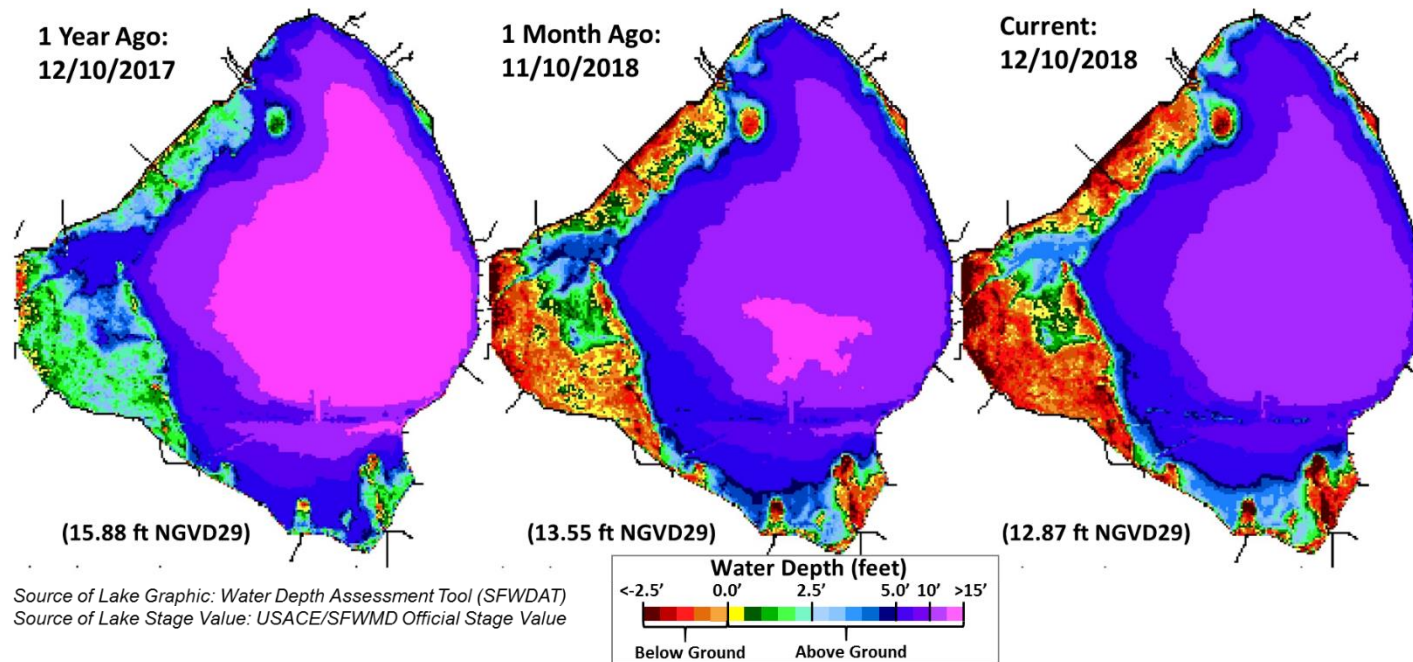 1 Year Ago:
12/10/2017
1 Month Ago:
11/10/2018
Current:
12/10/2018
(15.88 ft NGVD29)
(13.55 ft NGVD29)
(12.87 ft NGVD29)
Source of Lake Graphic: Water Depth Assessment Tool (SFWDAT)
Source of Lake Stage Value: USACE/SFWMD Official Stage Value
Water Depth (feet)
<-2.5’ 0.0’ 2.5’ 5.0’ 10’ >15’
Below Ground Above Ground